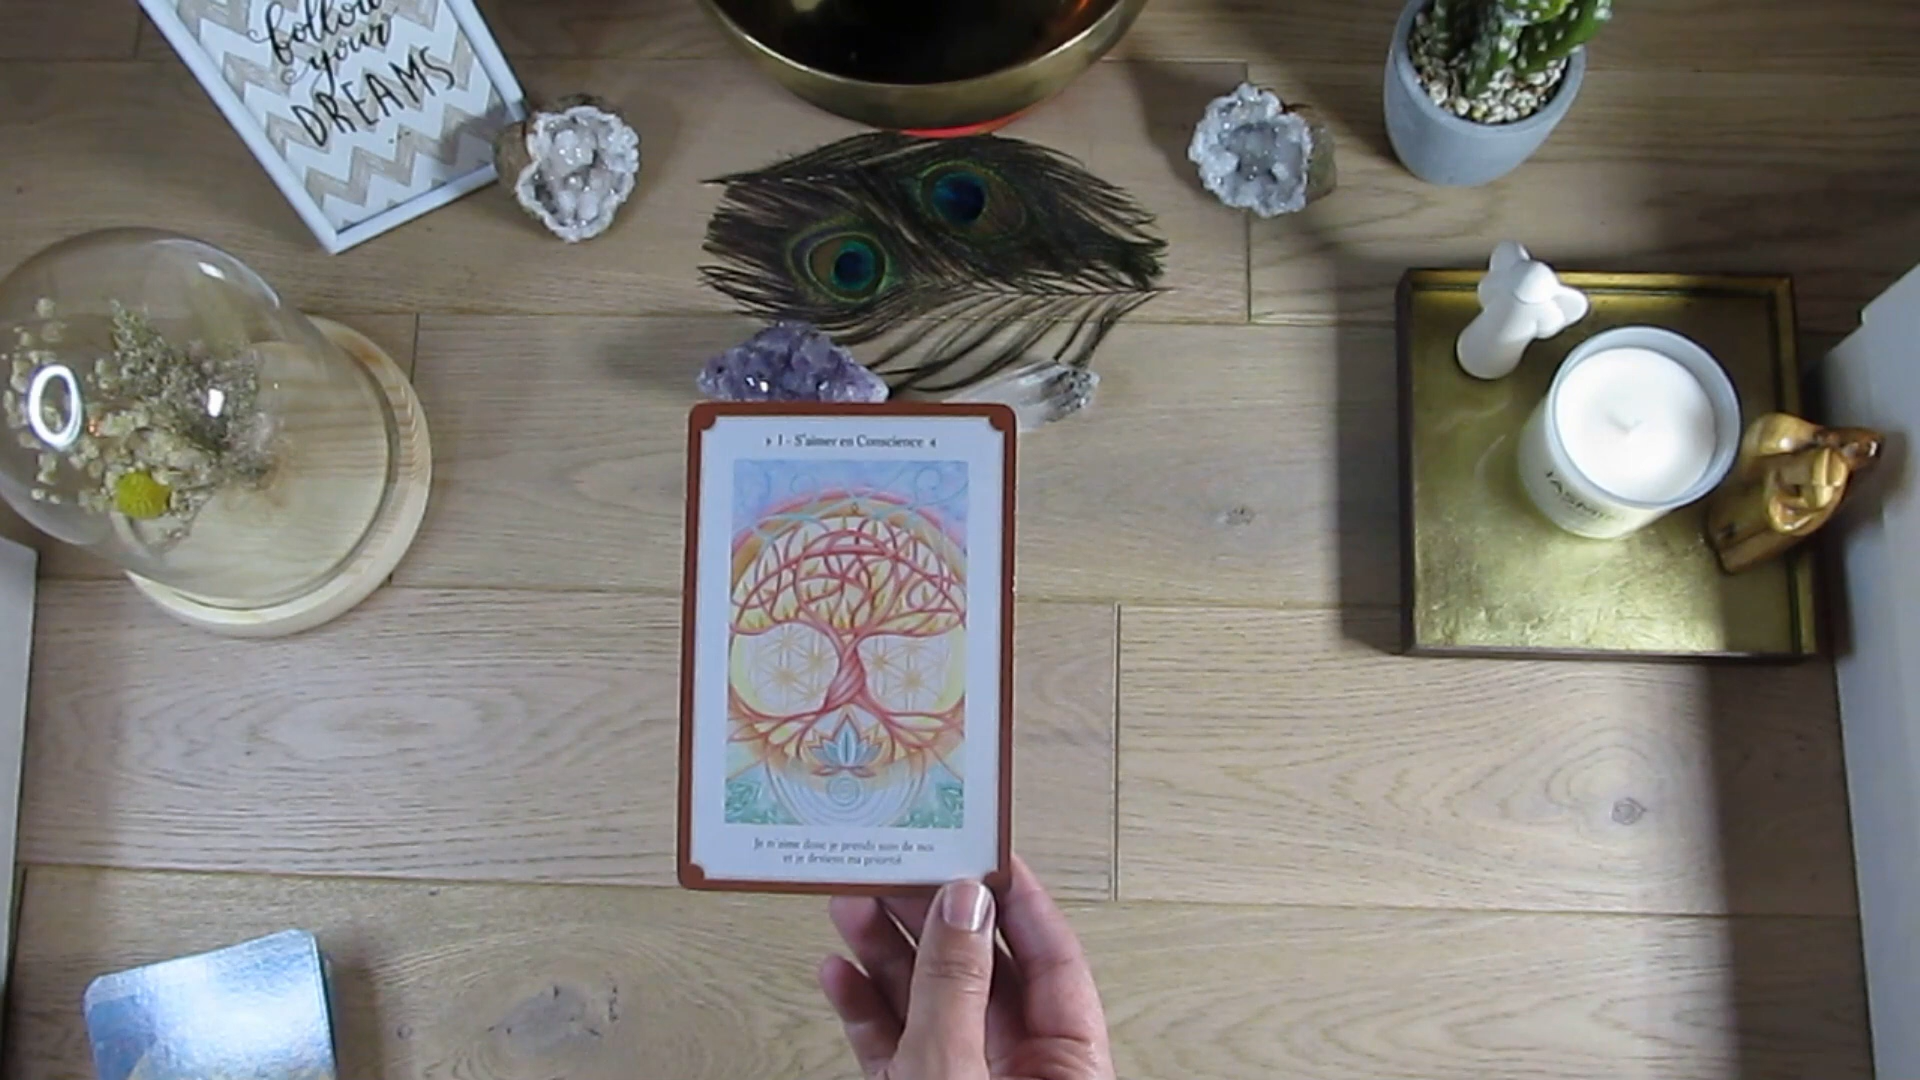 follow
your
DREAMS
I - S'aimer en Conscience
Je m'aime donc je prends soin de moi
et je deviens ma priorité
JASMIN